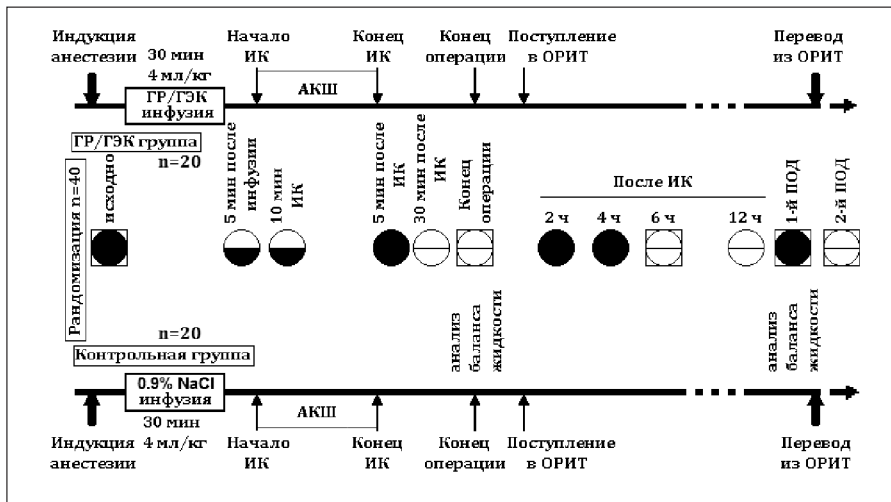 Индукция
анестезии
30 мин
4 мл/кг
Начало
ИК
Конец
ИК
Конец
операции
Поступление
в ОРИТ
Перевод
из ОРИТ
АКШ
ГР/ГЭК
инфузия
ГР/ГЭК группа
n=20
Рандомизация n=40
исходно
5 мин после
инфузии
10 мин
ИК
5 мин после
ИК
30 мин после
ИК
Конец
операции
После ИК
2 ч
4 ч
6 ч
12 ч
1-й ПОД
2-й ПОД
анализ
баланса
жидкости
анализ
баланса
жидкости
n=20
Контрольная группа
0.9% NaCl
инфузия
30 мин
4 мл/кг
АКШ
Индукция
анестезии
Начало
ИК
Конец
ИК
Конец
операции
Поступление
в ОРИТ
Перевод
из ОРИТ